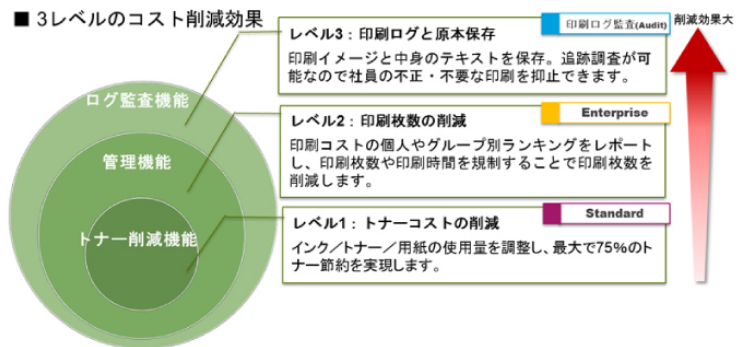 ■ 3レベルのコスト削減効果
印刷ログ監査(Audit)
削減効果大
レベル3：印刷ログと原本保存
印刷イメージと中身のテキストを保存。追跡調査が可
能なので社員の不正・不要な印刷を抑止できます。
ログ監査機能
Enterprise
レベル2：印刷枚数の削減
印刷コストの個人やグループ別ランキングをレポート
し、印刷枚数や印刷時間を規制することで印刷枚数を
削減します。
管理機能
Standard
レベル1：トナーコストの削減
インク／トナー／用紙の使用量を調整し、最大で75%のト
ナー節約を実現します。
トナー削減機能